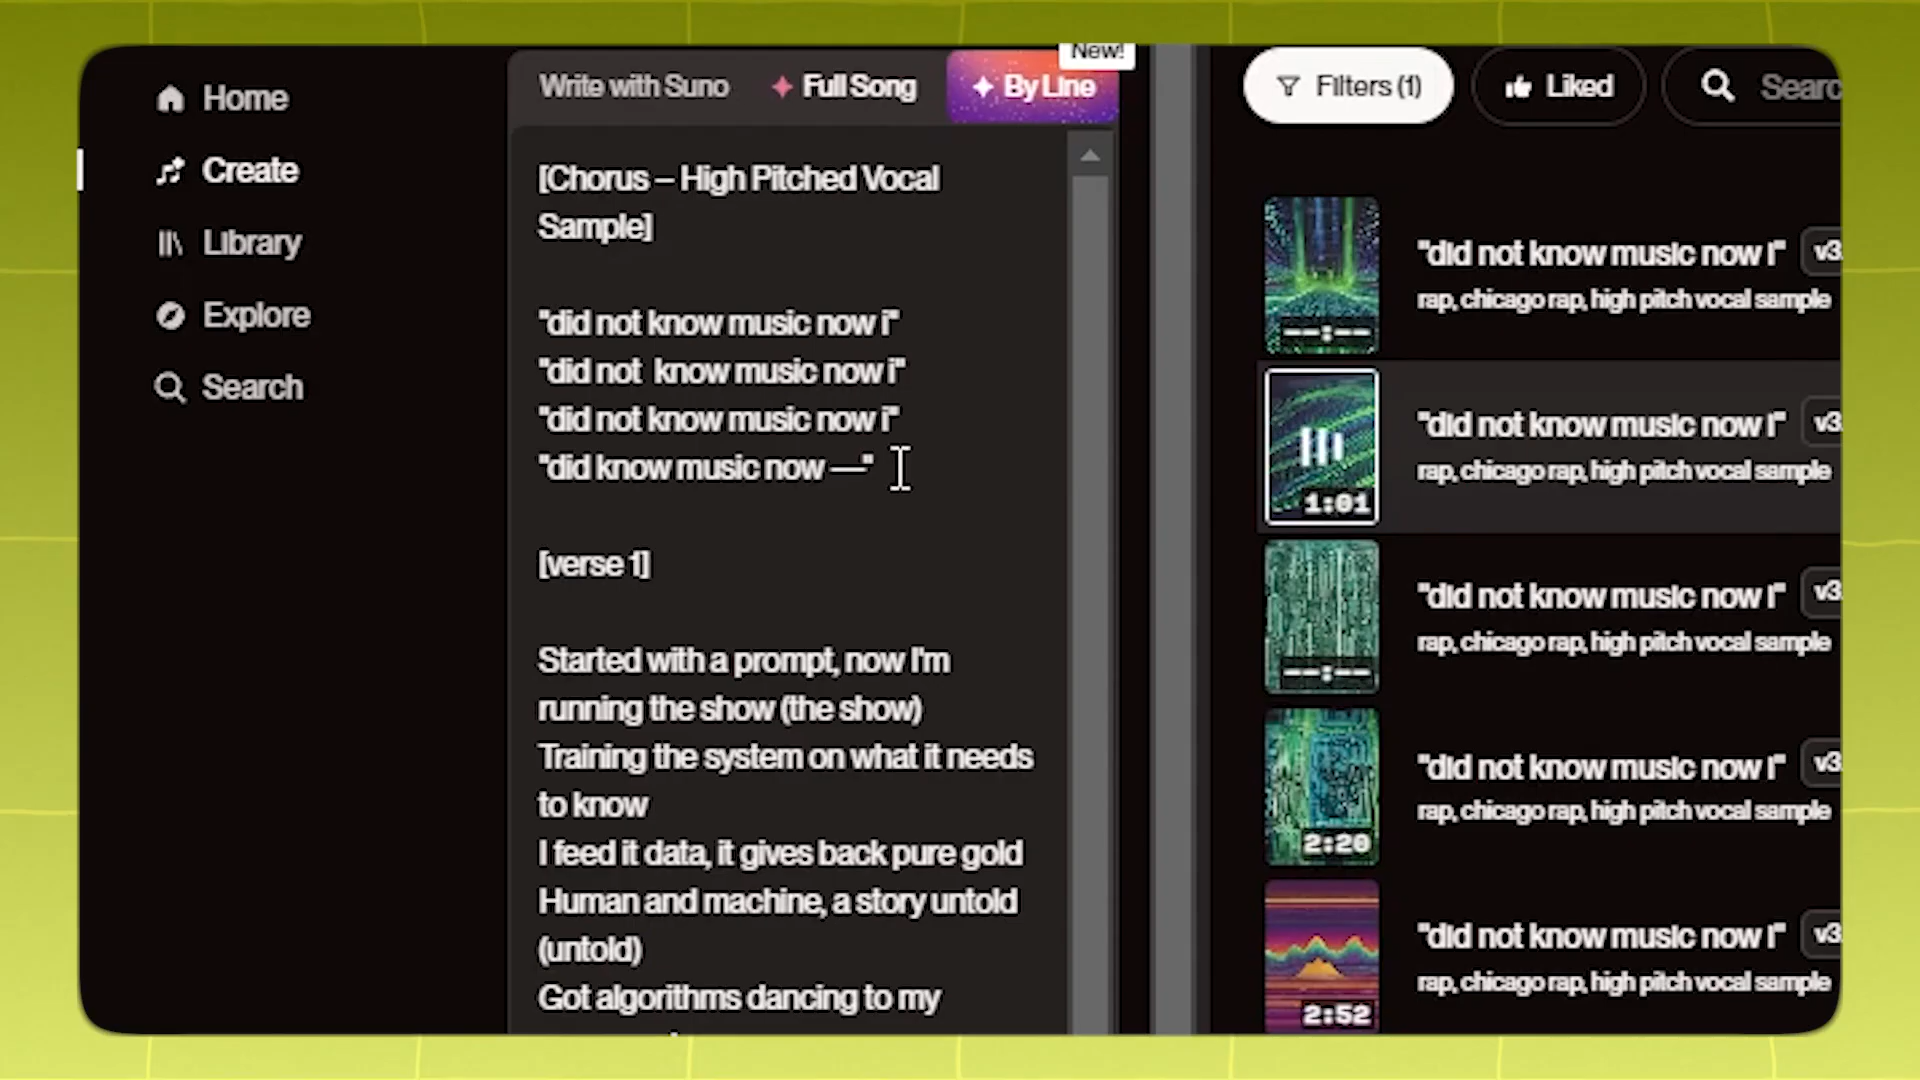 Home
Create
Library
Explore
Search
New!
Write with Suno
Full Song
By Line
[Chorus – High Pitched Vocal
Sample]
"did not know music now i"
"did not  know music now i"
"did not know music now i"
"did know music now —"
[verse 1]
Started with a prompt, now I'm
running the show (the show)
Training the system on what it needs
to know
I feed it data, it gives back pure gold
Human and machine, a story untold
(untold)
Got algorithms dancing to my
Filters (1)
Liked
Searc
"did not know music now i" v3
rap, chicago rap, high pitch vocal sample
--:--
"did not know music now i" v3
rap, chicago rap, high pitch vocal sample
1:01
"did not know music now i" v3
rap, chicago rap, high pitch vocal sample
--:--
"did not know music now i" v3
rap, chicago rap, high pitch vocal sample
2:20
"did not know music now i" v3
rap, chicago rap, high pitch vocal sample
2:52